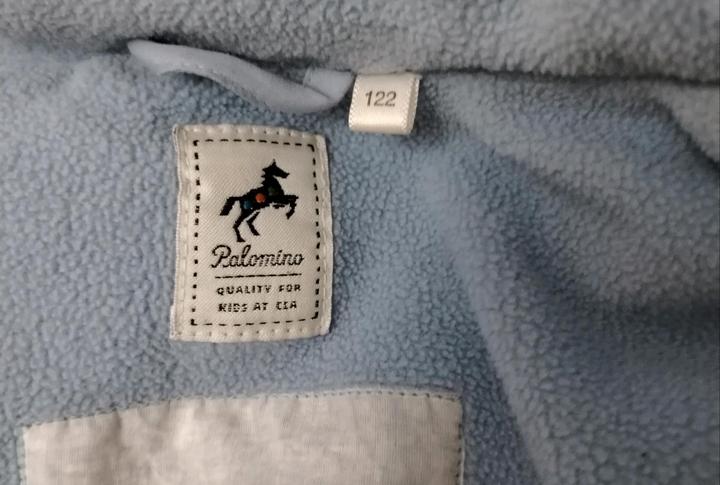 122
Palomino
QUALITY FOR
KIDS AT C&A